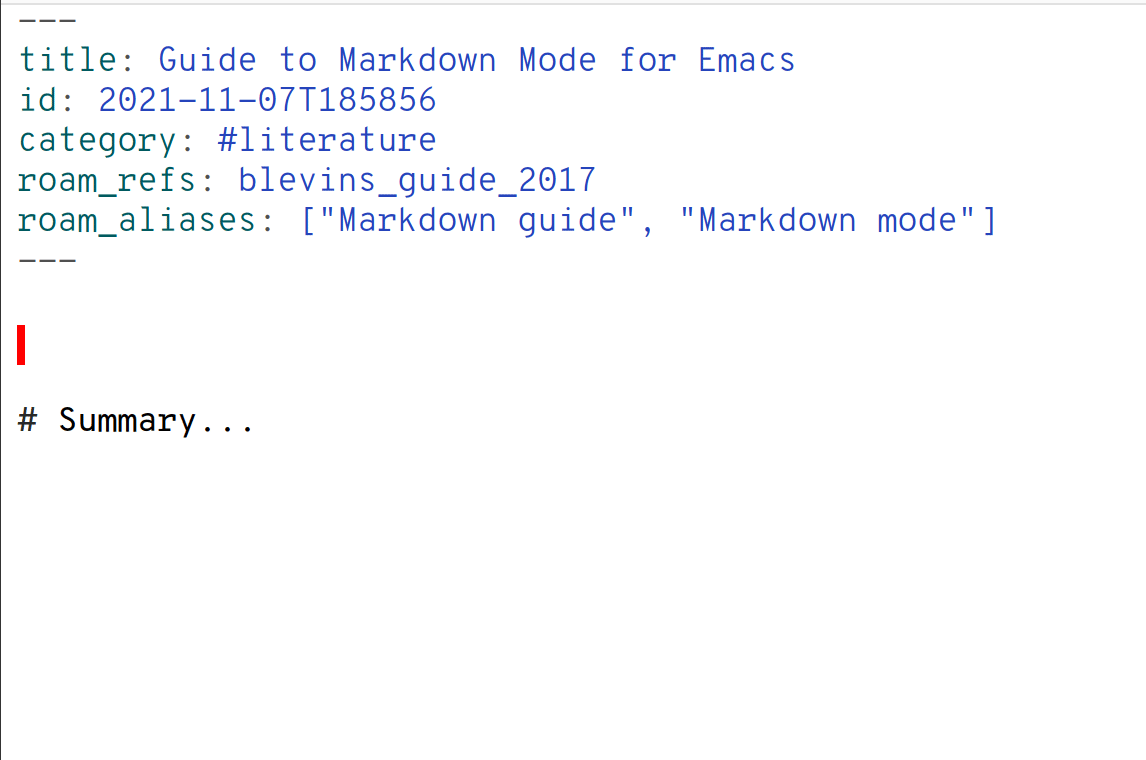 ---
title: Guide to Markdown Mode for Emacs
id: 2021-11-07T185856
category: #literature
roam_refs: blevins_guide_2017
roam_aliases: ["Markdown guide", "Markdown mode"]
---
# Summary...